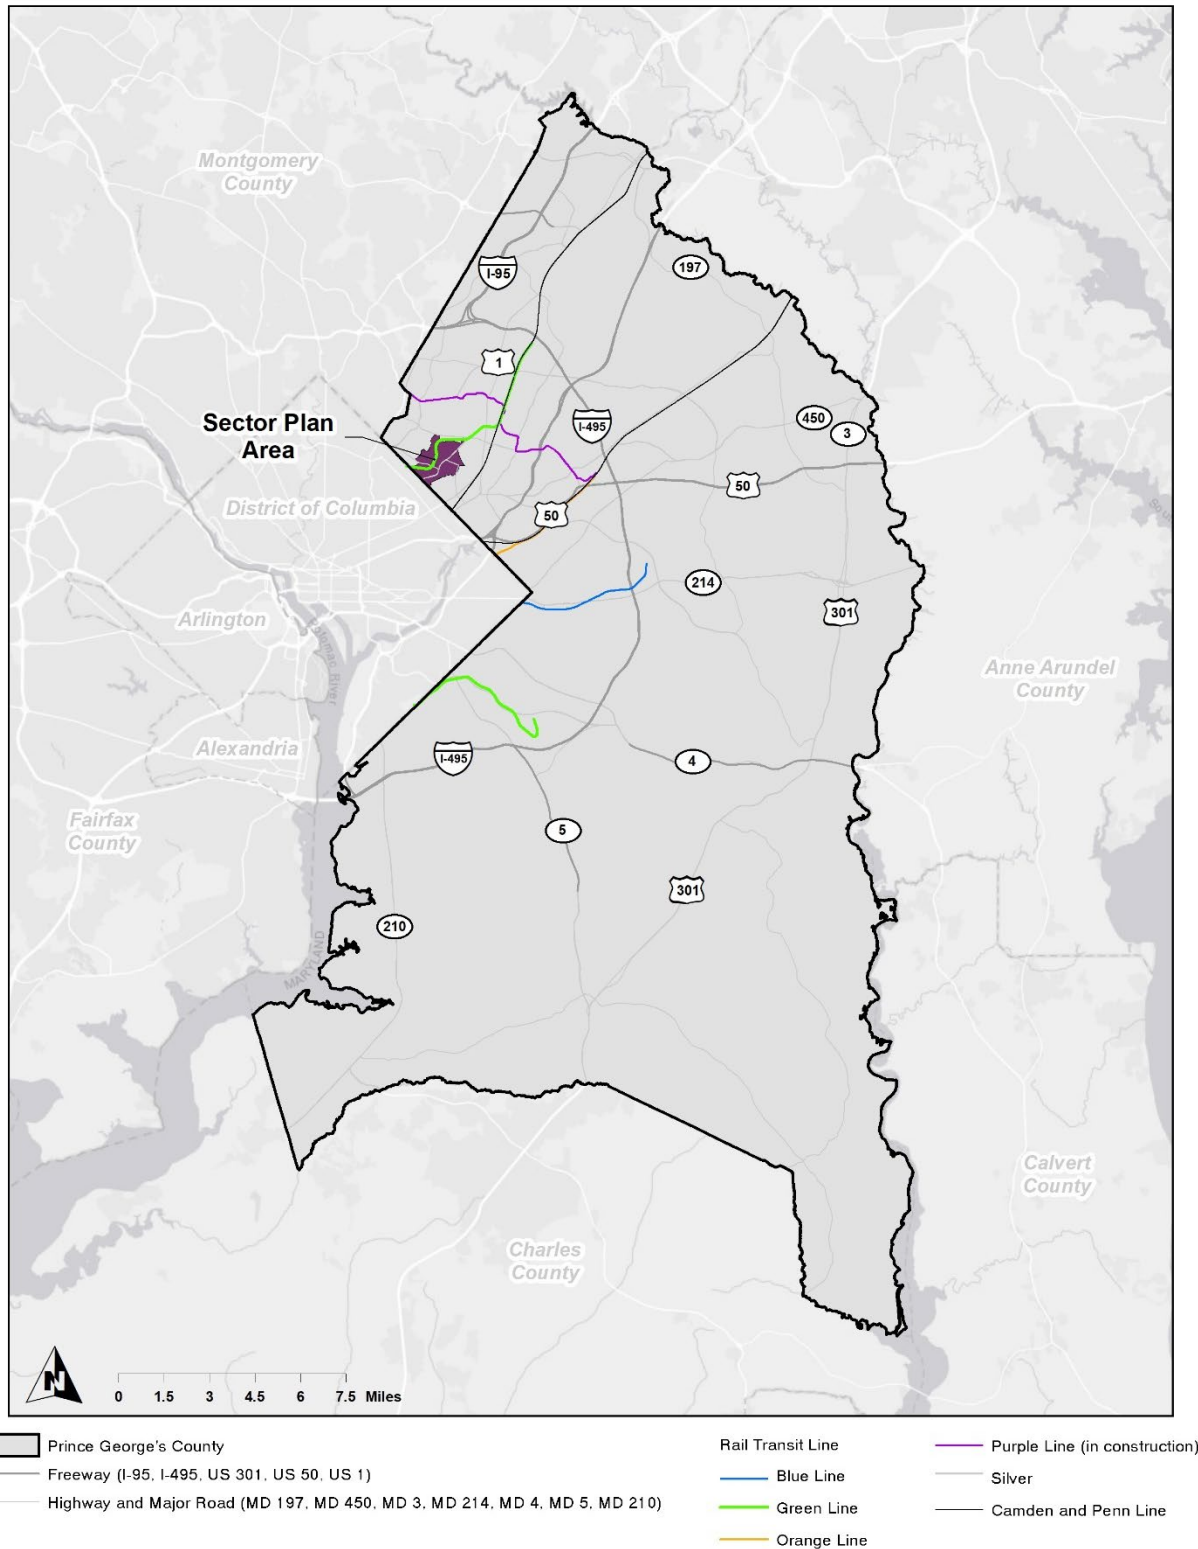 Montgomery
County
I-95
197
1
Sector Plan
Area
I-495
450
3
50
District of Columbia
50
214
301
Arlington
Potomac River
Anne Arundel
County
Alexandria
I-495
4
Fairfax
County
5
301
210
MARYLAND
Calvert
County
Charles
County
N
0 1.5 3 4.5 6 7.5 Miles
Prince George's County
Freeway (I-95, I-495, US 301, US 50, US 1)
Highway and Major Road (MD 197, MD 450, MD 3, MD 214, MD 4, MD 5, MD 210)
Rail Transit Line
Blue Line
Green Line
Orange Line
Purple Line (in construction)
Silver
Camden and Penn Line